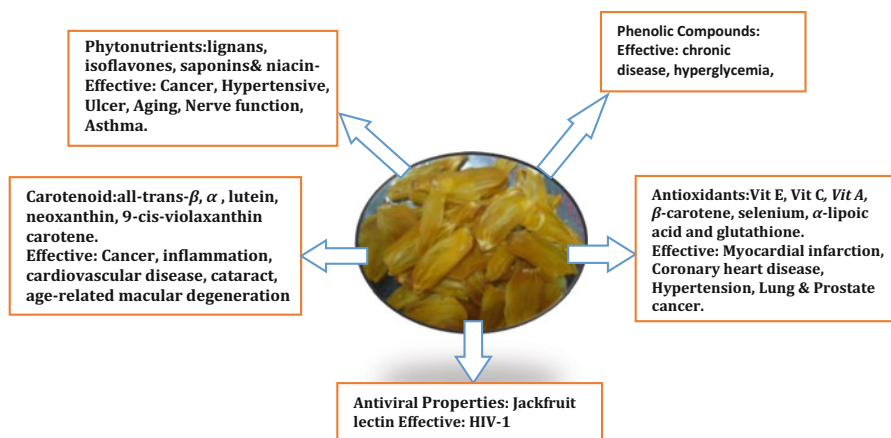 Phytonutrients:lignans,
isoflavones, saponins& niacin-
Effective: Cancer, Hypertensive,
Ulcer, Aging, Nerve function,
Asthma.
Phenolic Compounds:
Effective: chronic
disease, hyperglycemia,
Carotenoid:all-trans-β, α , lutein,
neoxanthin, 9-cis-violaxanthin
carotene.
Effective: Cancer, inflammation,
cardiovascular disease, cataract,
age-related macular degeneration
Antioxidants:Vit E, Vit C, Vit A,
β-carotene, selenium, α-lipoic
acid and glutathione.
Effective: Myocardial infarction,
Coronary heart disease,
Hypertension, Lung & Prostate
cancer.
Antiviral Properties: Jackfruit
lectin Effective: HIV-1